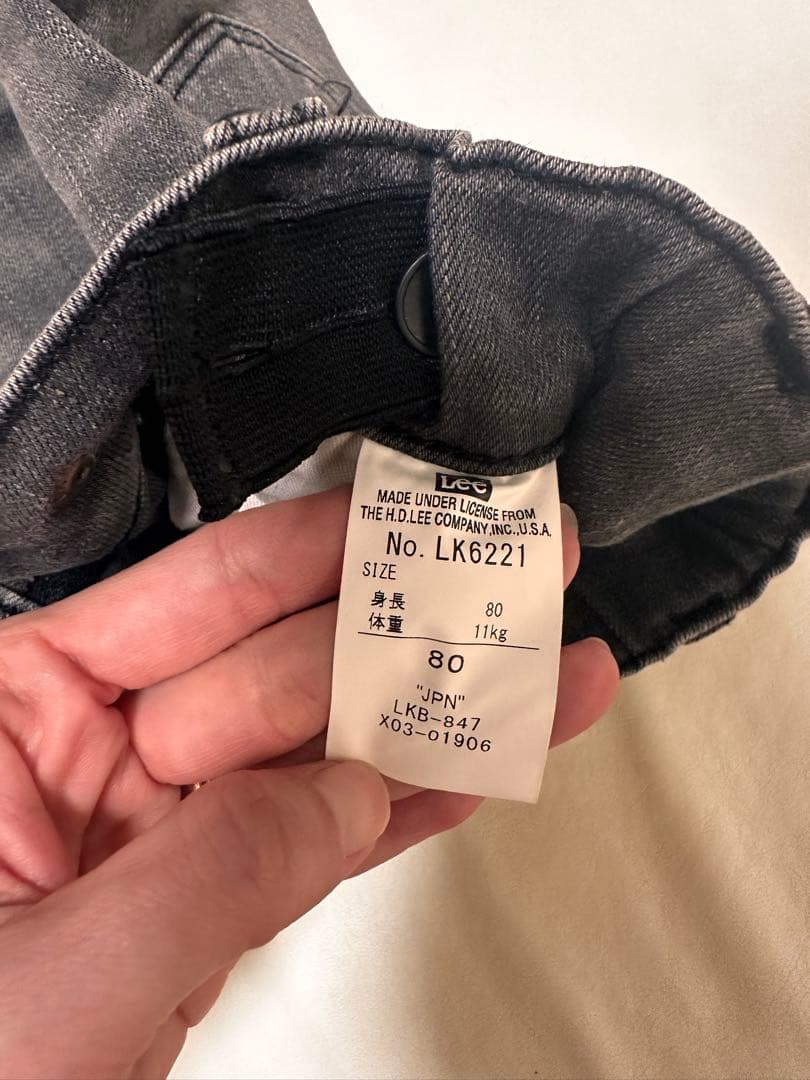 Lee
MADE UNDER LICENSE FROM
THE H.D.LEE COMPANY,INC.,U.S.A.
No. LK6221
SIZE
身長 80
体重 11kg
80
"JPN"
LKB-847
X03-01906